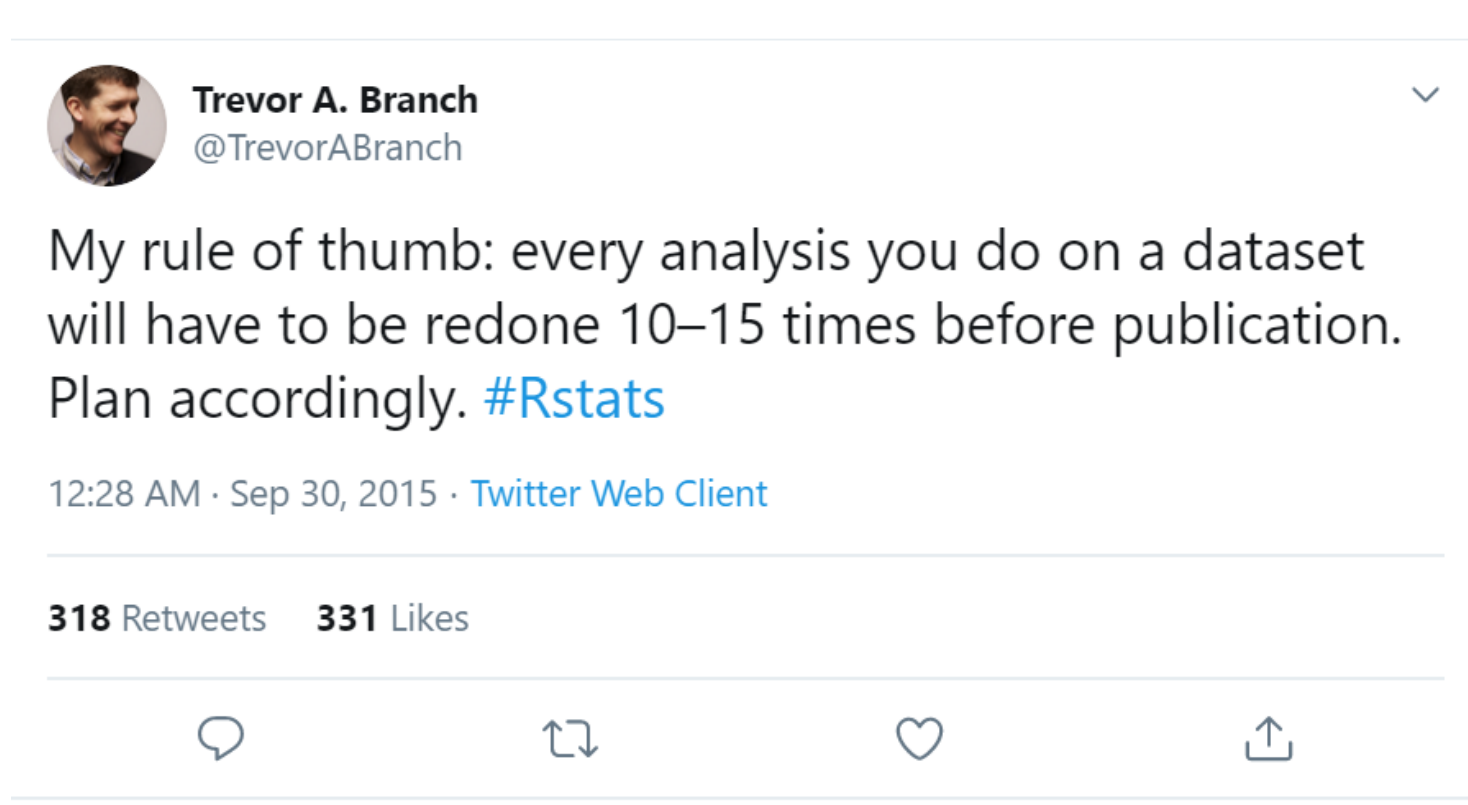 Trevor A. Branch
@TrevorABranch
My rule of thumb: every analysis you do on a dataset
will have to be redone 10–15 times before publication.
Plan accordingly. #Rstats
12:28 AM · Sep 30, 2015 · Twitter Web Client
318 Retweets 331 Likes